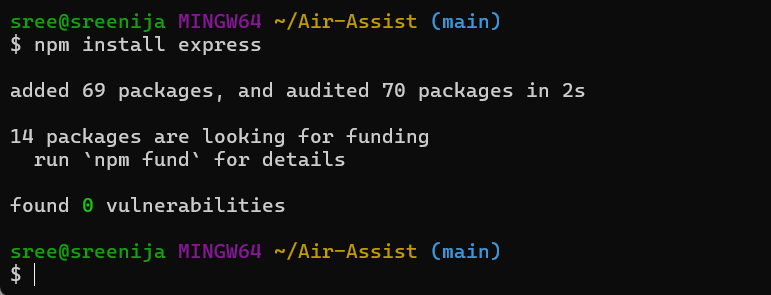 sree@sreenija MINGW64 ~/Air-Assist (main)
$ npm install express
added 69 packages, and audited 70 packages in 2s
14 packages are looking for funding
run `npm fund` for details
found 0 vulnerabilities
sree@sreenija MINGW64 ~/Air-Assist (main)
$